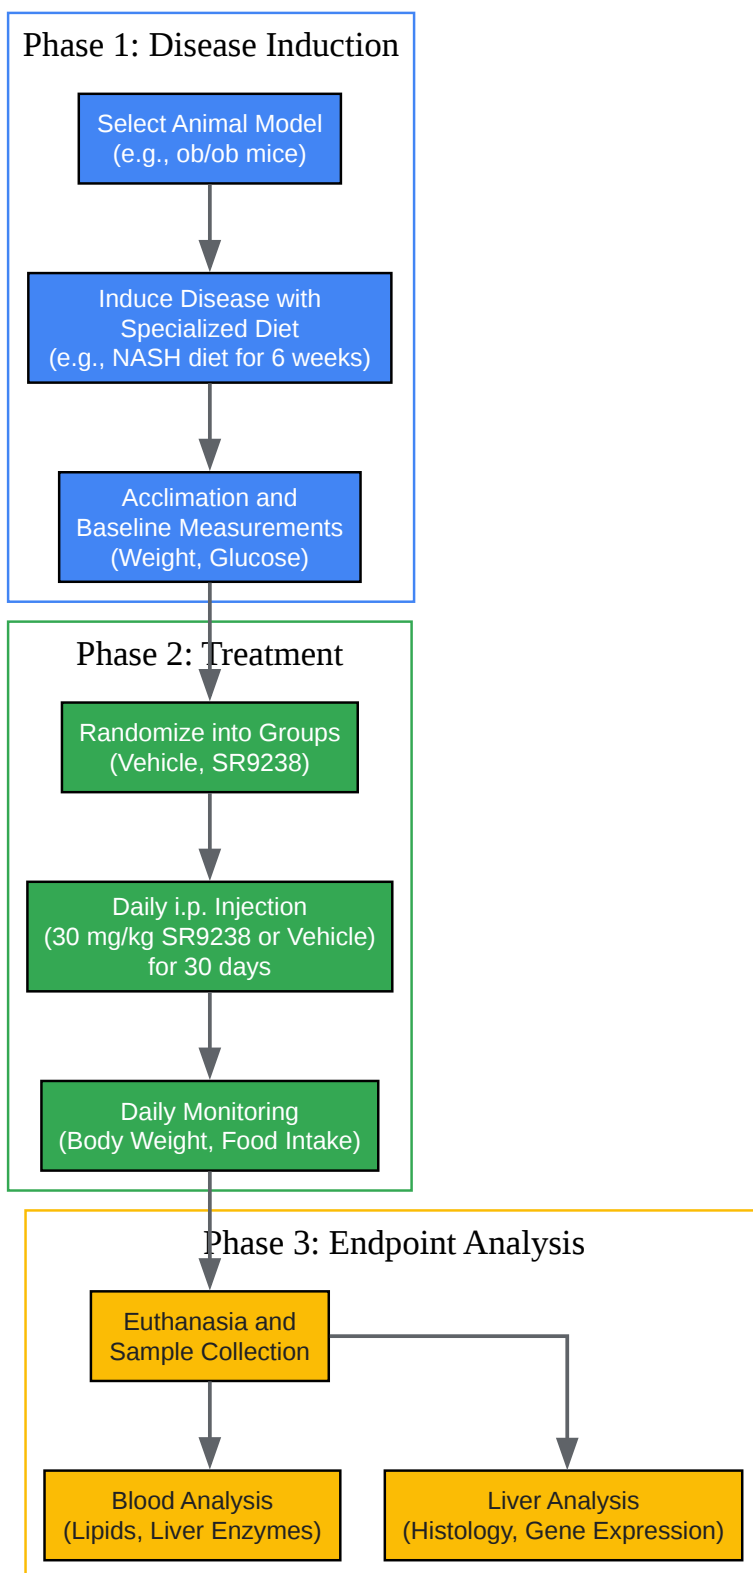 Phase 1: Disease Induction
Select Animal Model
(e.g., ob/ob mice)
Induce Disease with
Specialized Diet
(e.g., NASH diet for 6 weeks)
Acclimation and
Baseline Measurements
(Weight, Glucose)
Phase 2: Treatment
Randomize into Groups
(Vehicle, SR9238)
Daily i.p. Injection
(30 mg/kg SR9238 or Vehicle)
for 30 days
Daily Monitoring
(Body Weight, Food Intake)
Phase 3: Endpoint Analysis
Euthanasia and
Sample Collection
Blood Analysis
(Lipids, Liver Enzymes)
Liver Analysis
(Histology, Gene Expression)